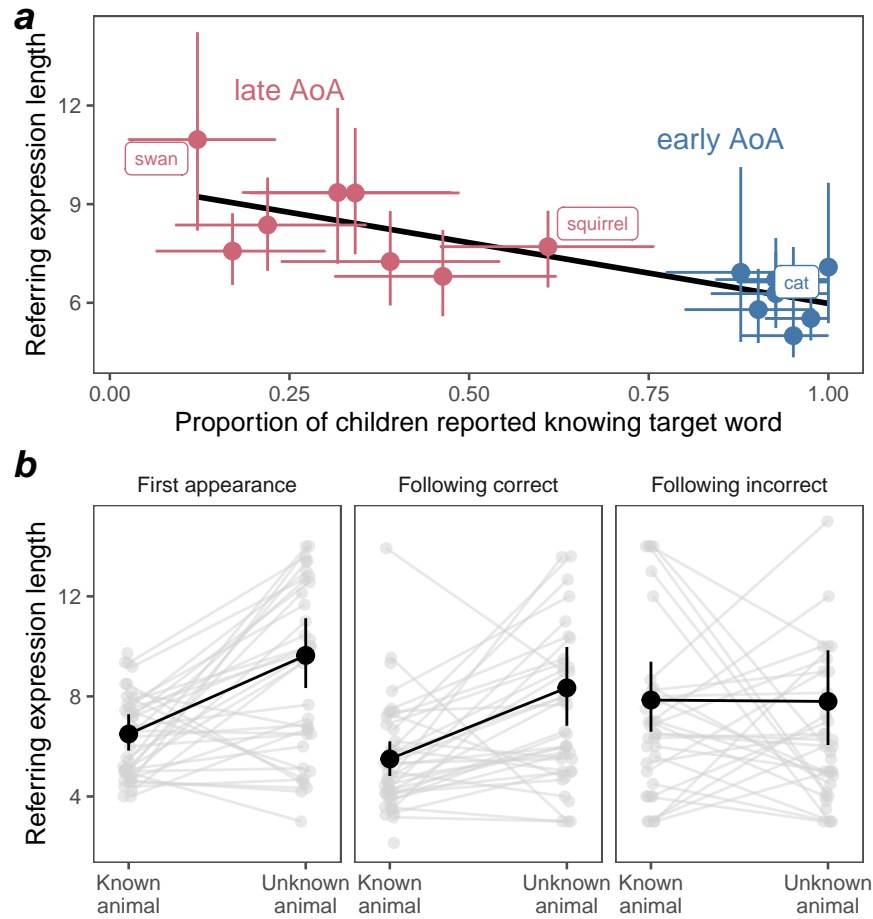 a
Referring expression length
12
9
6
late AoA
early AoA
swan
squirrel
cat
0.00 0.25 0.50 0.75 1.00
Proportion of children reported knowing target word
b
First appearance Following correct Following incorrect
Referring expression length
12
8
4
Known animal Unknown animal Known animal Unknown animal Known animal Unknown animal